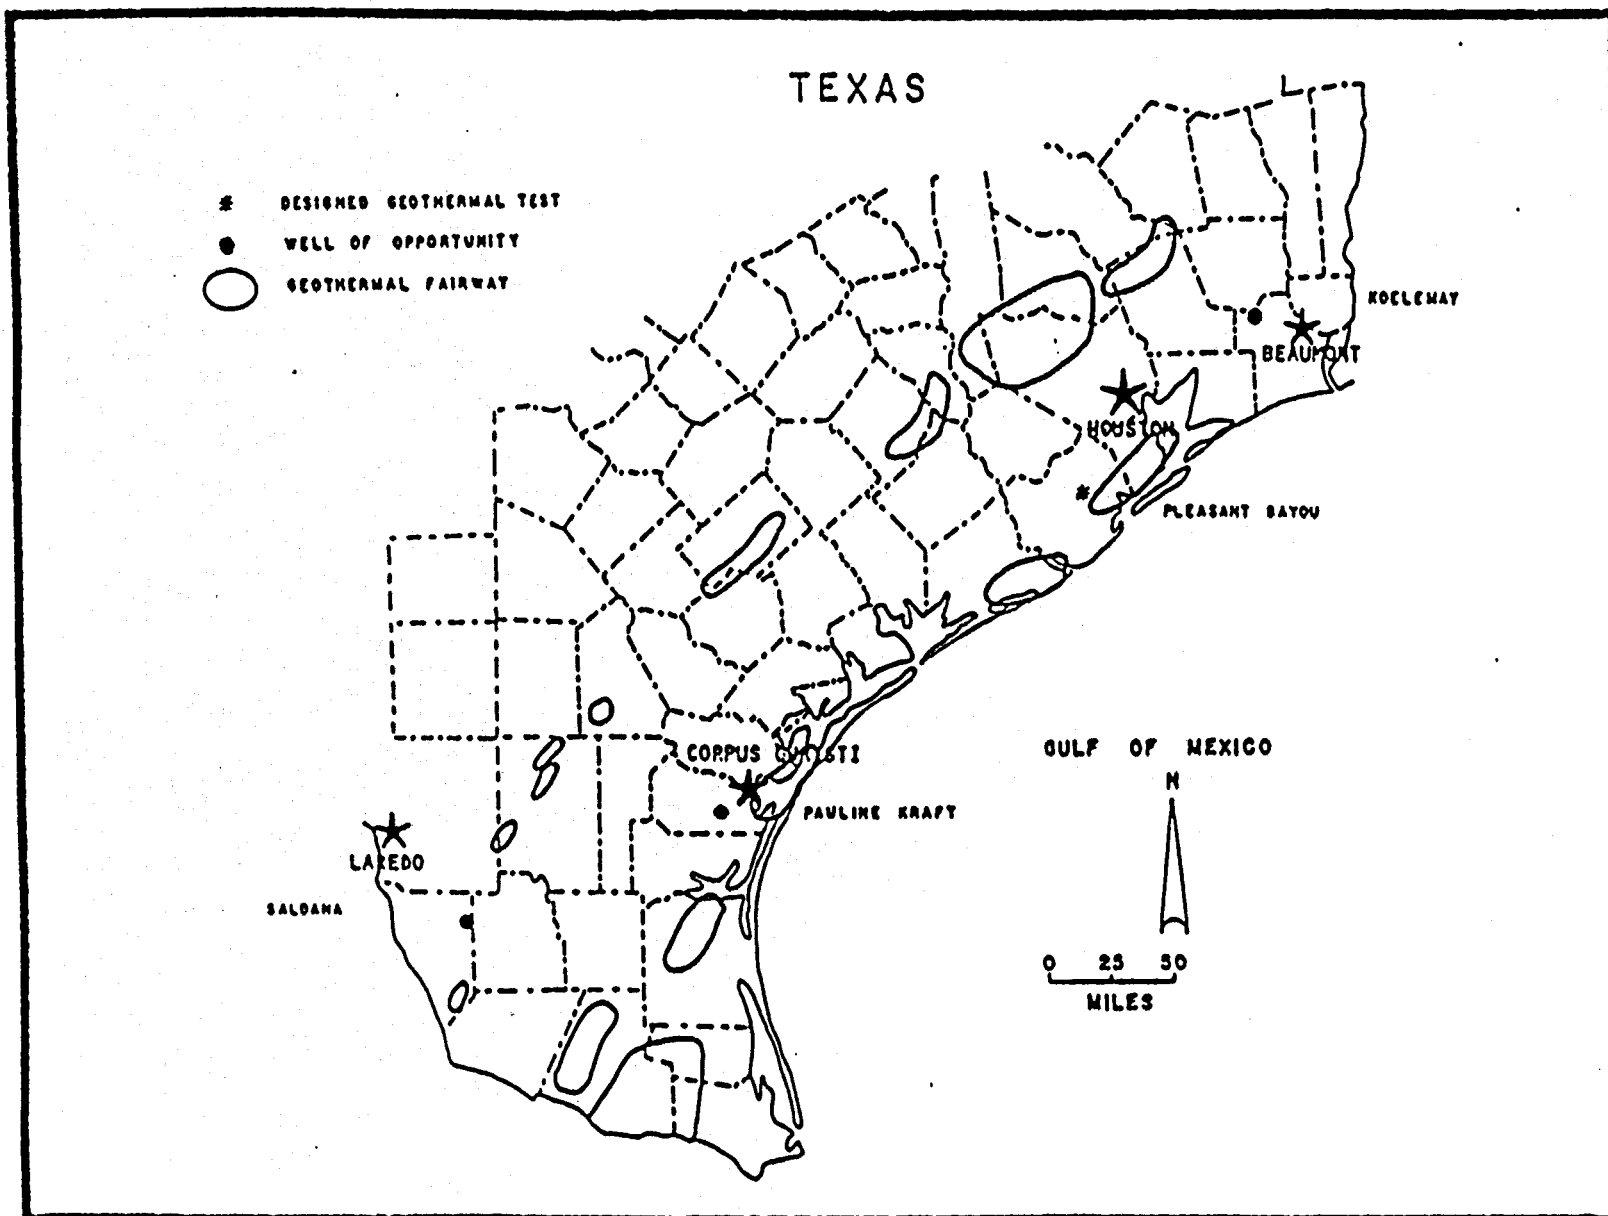 TEXAS
* DESIGNED GEOTHERMAL TEST
WELL OF OPPORTUNITY
GEOTHERMAL FAIRWAY
KOELEMAY
BEAUMONT
HOUSTON
PLEASANT BAYOU
CORPUS CHRISTI
GULF OF MEXICO
N
PAULINE KRAFT
LAREDO
SALDANA
0 25 50
MILES